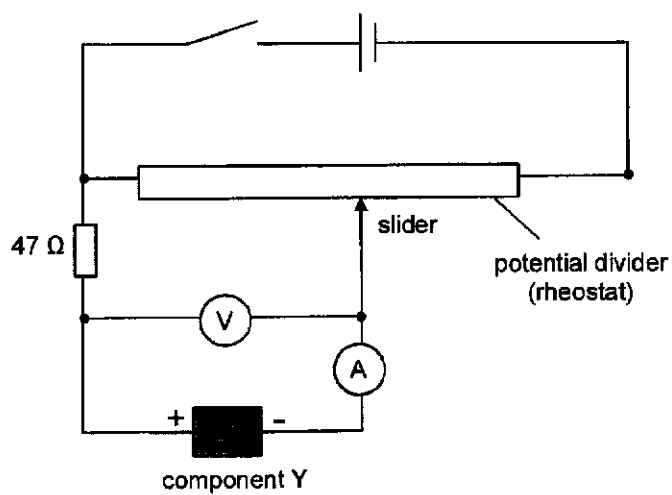 slider
47 Ω
potential divider
(rheostat)
V
A
+
-
component Y